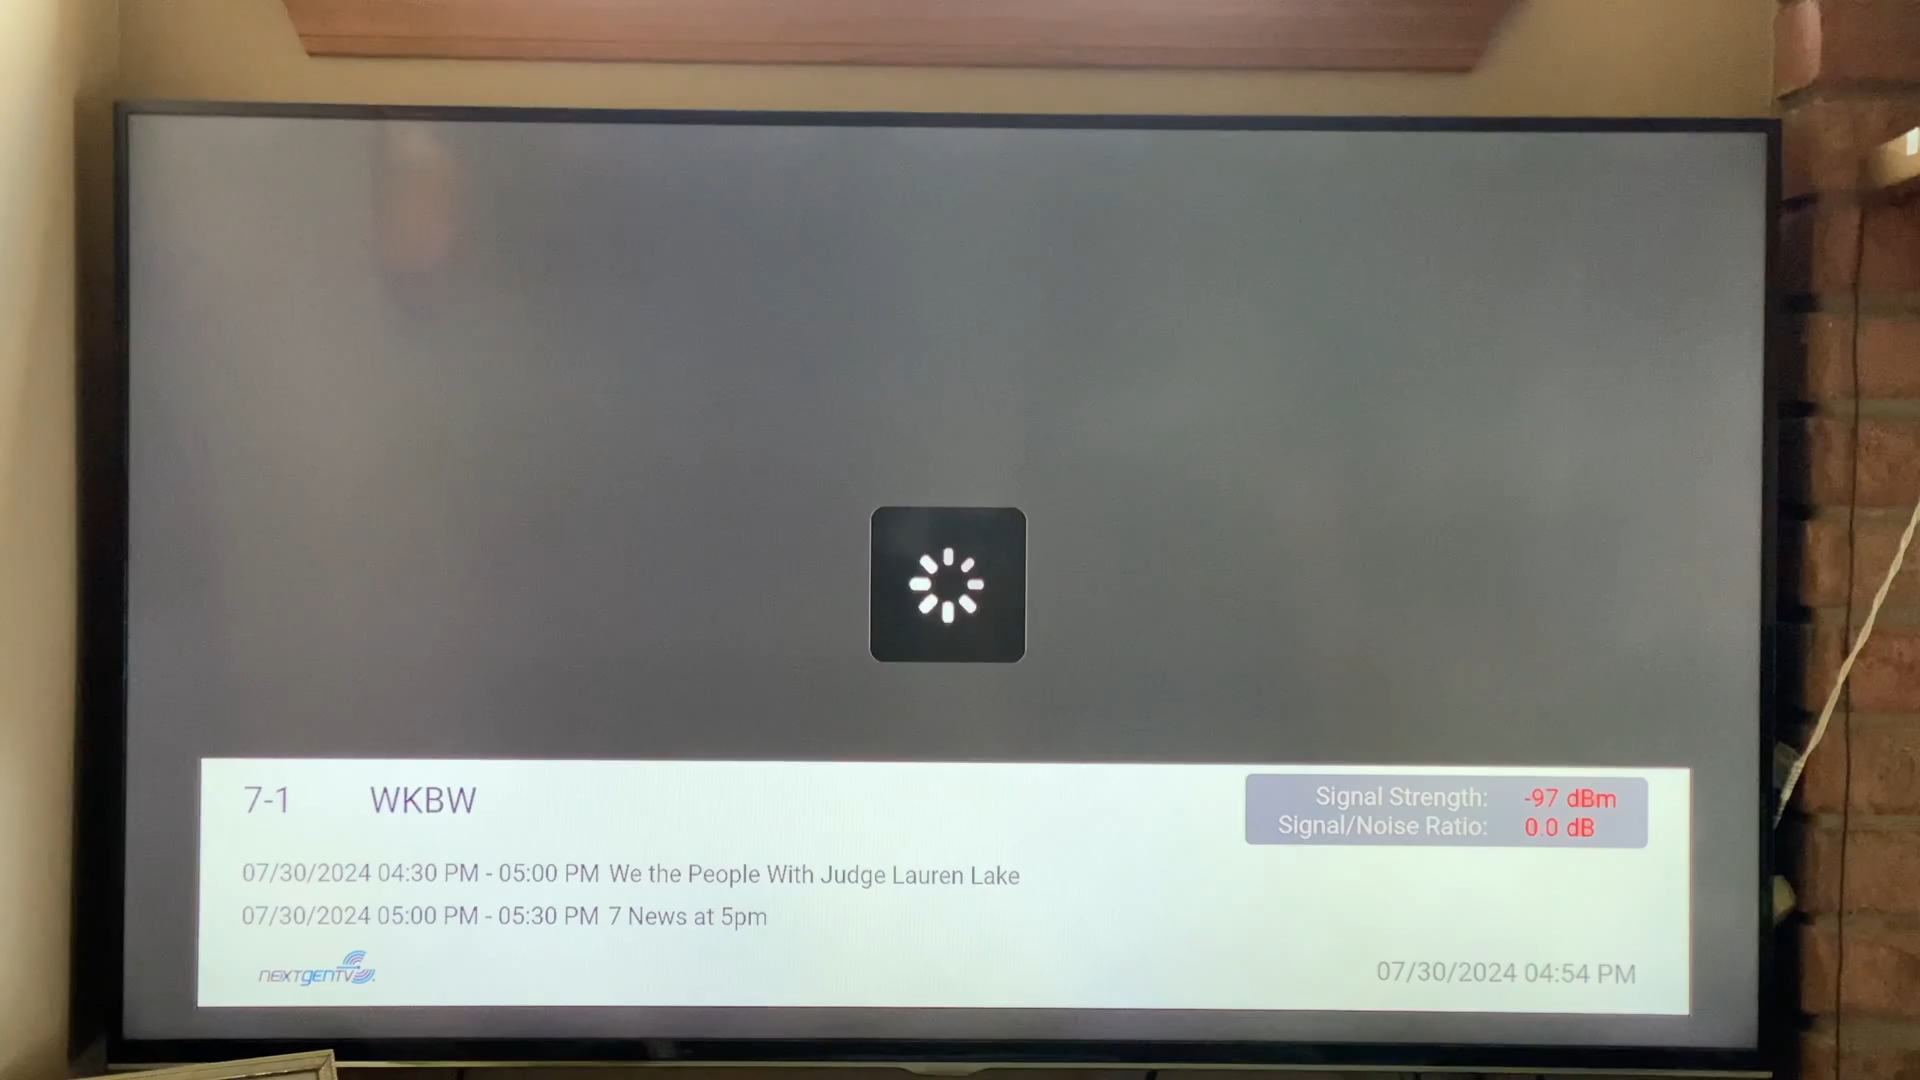 7-1 WKBW
Signal Strength: -97 dBm
Signal/Noise Ratio: 0.0 dB
07/30/2024 04:30 PM - 05:00 PM We the People With Judge Lauren Lake
07/30/2024 05:00 PM - 05:30 PM 7 News at 5pm
NEXTGENTV
07/30/2024 04:54 PM